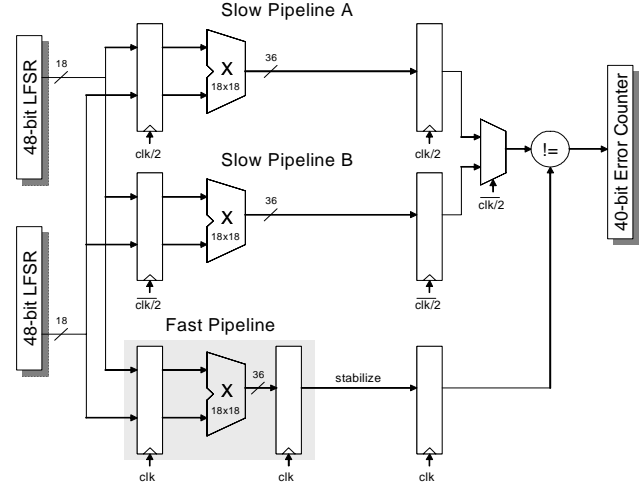 Slow Pipeline A
48-bit LFSR
18
X
18x18
36
clk/2
clk/2
Slow Pipeline B
X
18x18
36
clk/2
clk/2
clk/2
!=
40-bit Error Counter
48-bit LFSR
18
Fast Pipeline
X
18x18
36
stabilize
clk
clk
clk